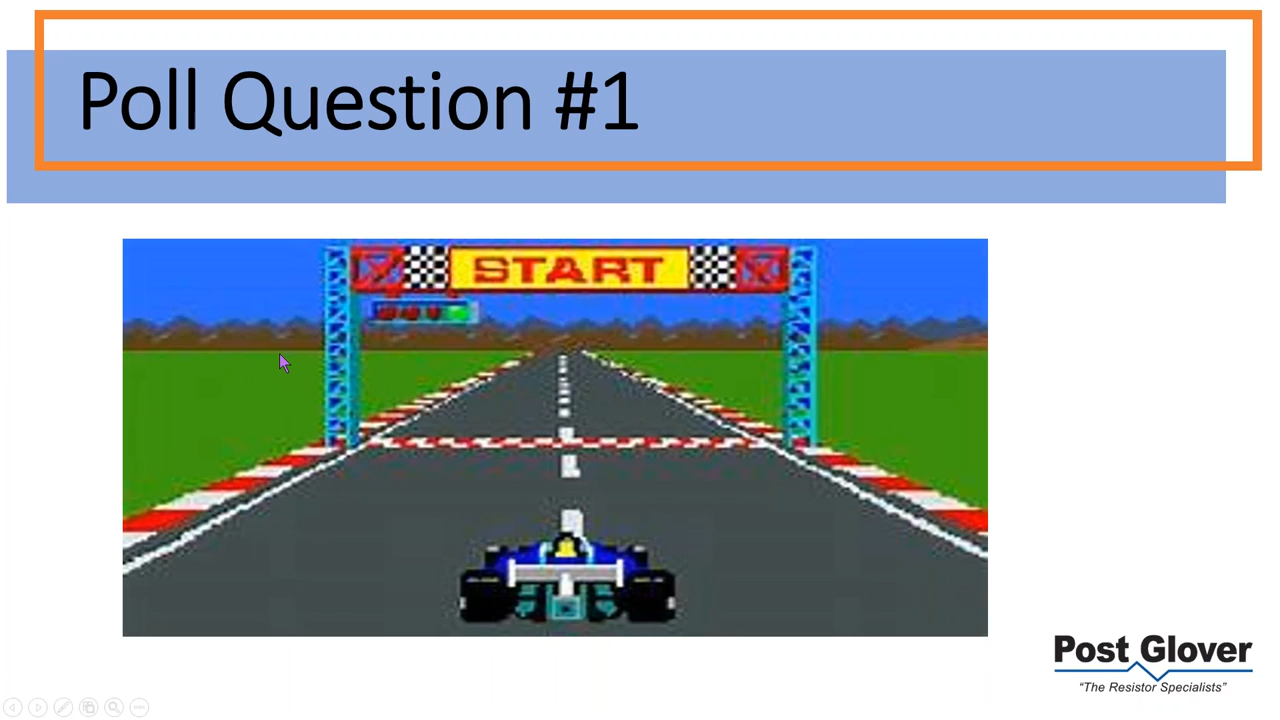 Poll Question #1
START
Post Glover
“The Resistor Specialists”